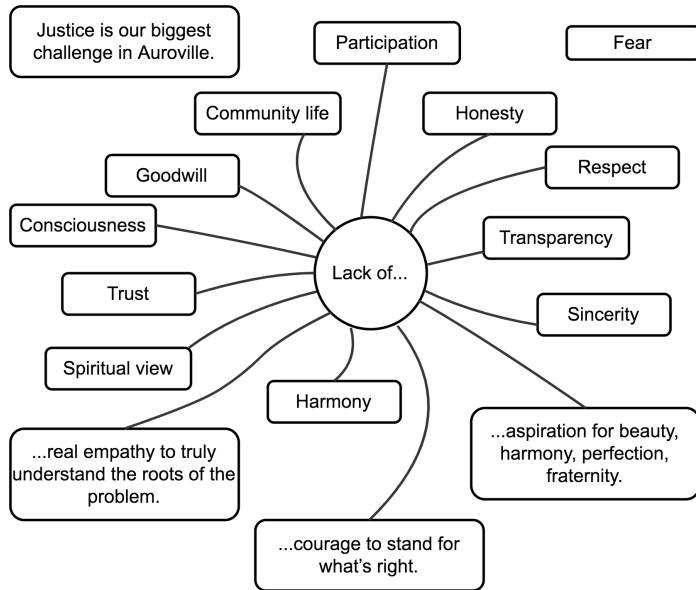 Justice is our biggest
challenge in Auroville.
Participation
Fear
Community life
Honesty
Goodwill
Respect
Consciousness
Transparency
Lack of...
Trust
Sincerity
Spiritual view
Harmony
...real empathy to truly
understand the roots of the
problem.
...aspiration for beauty,
harmony, perfection,
fraternity.
...courage to stand for
what’s right.